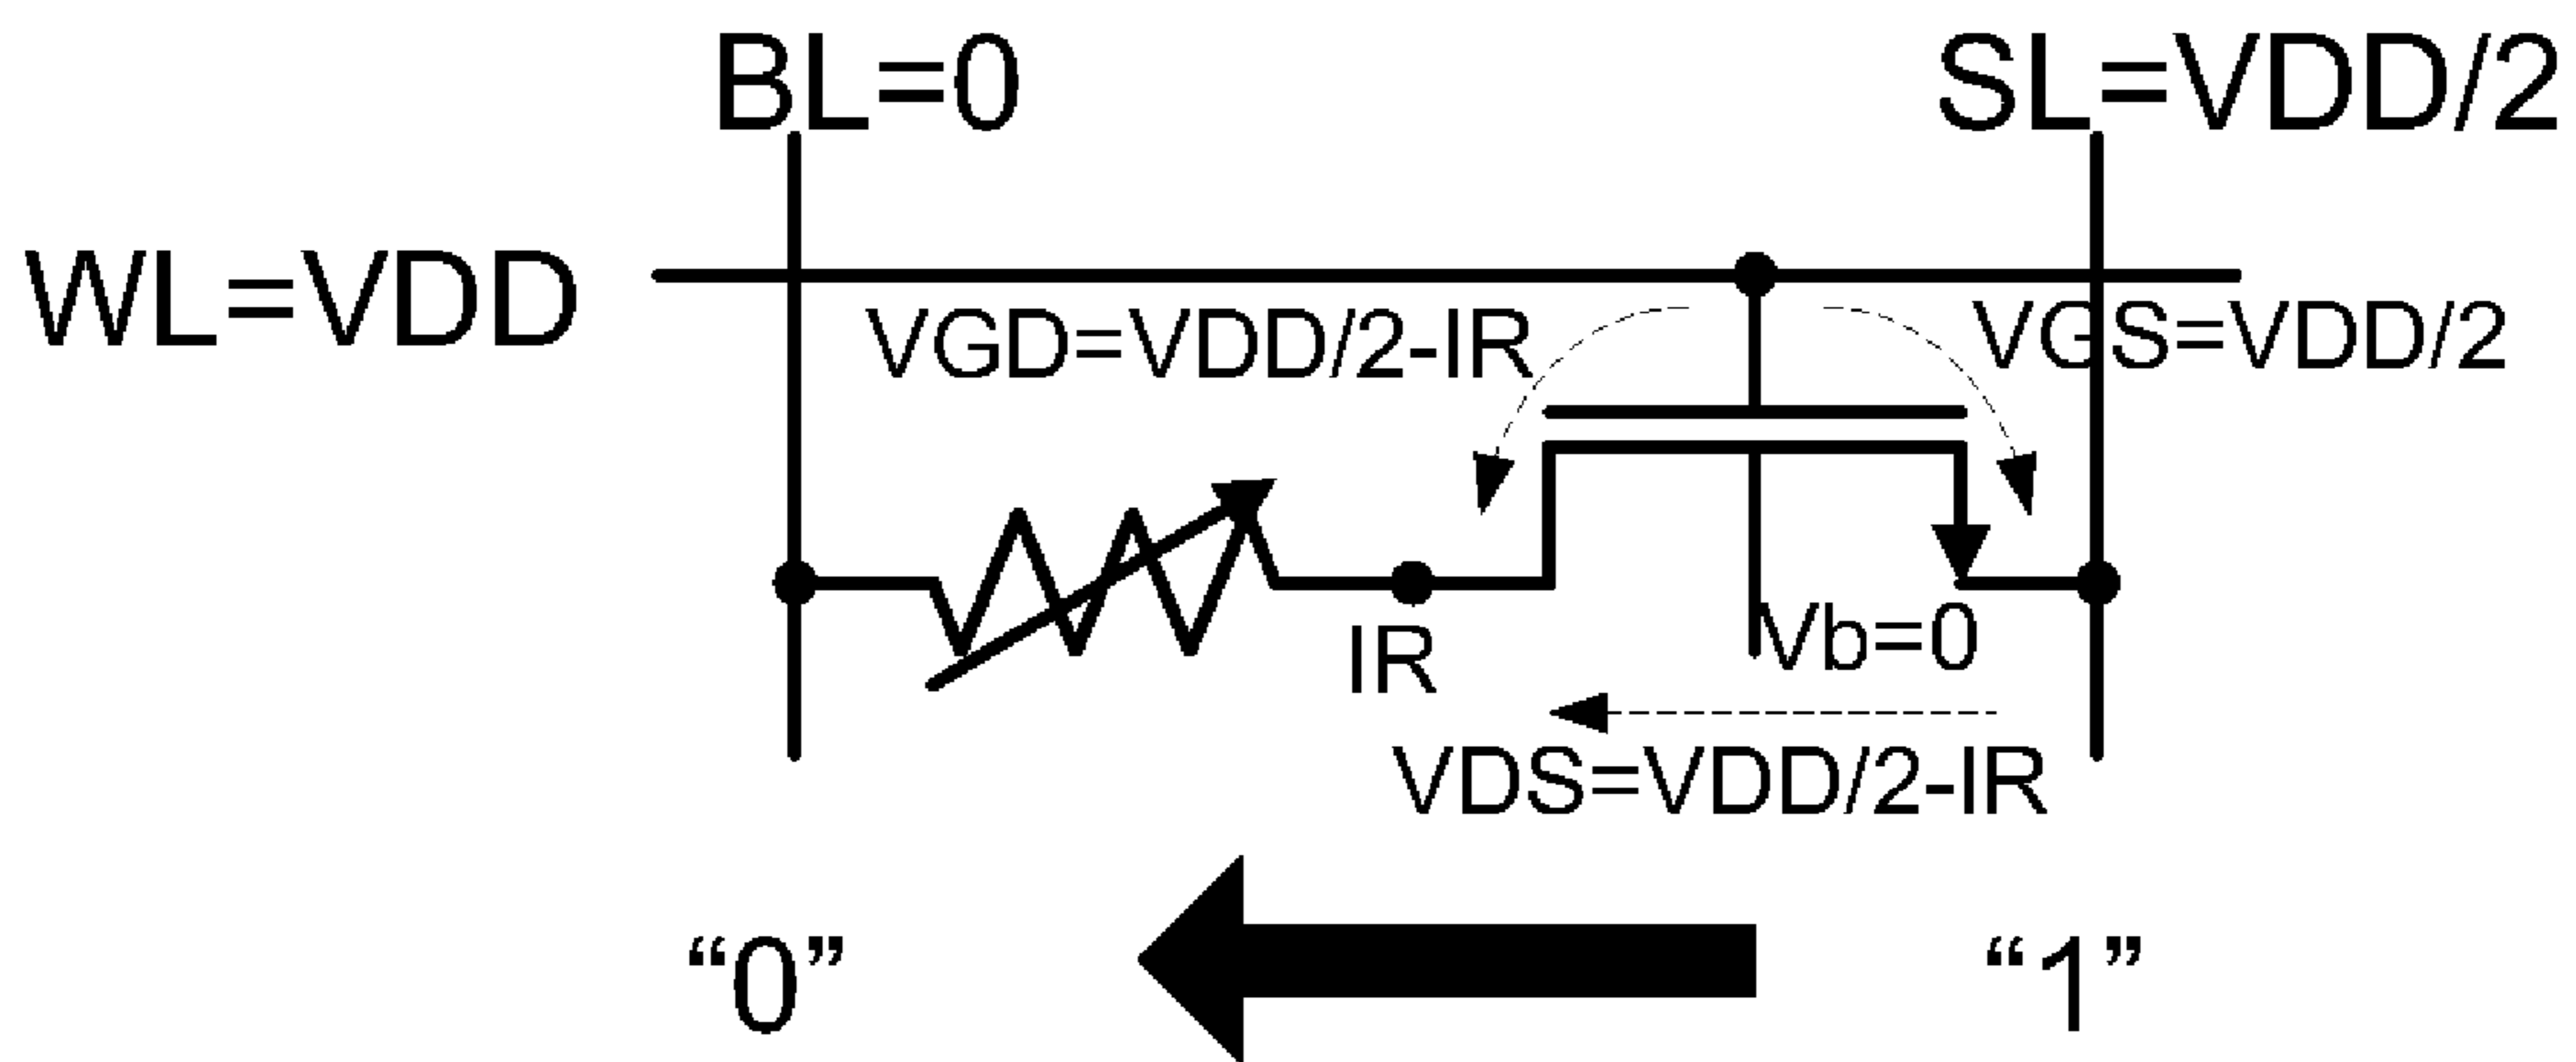 BL=0
SL=VDD/2
WL=VDD
VGD=VDD/2-IR
VGS=VDD/2
IR
Vb=0
VDS=VDD/2-IR
“0”
“1”